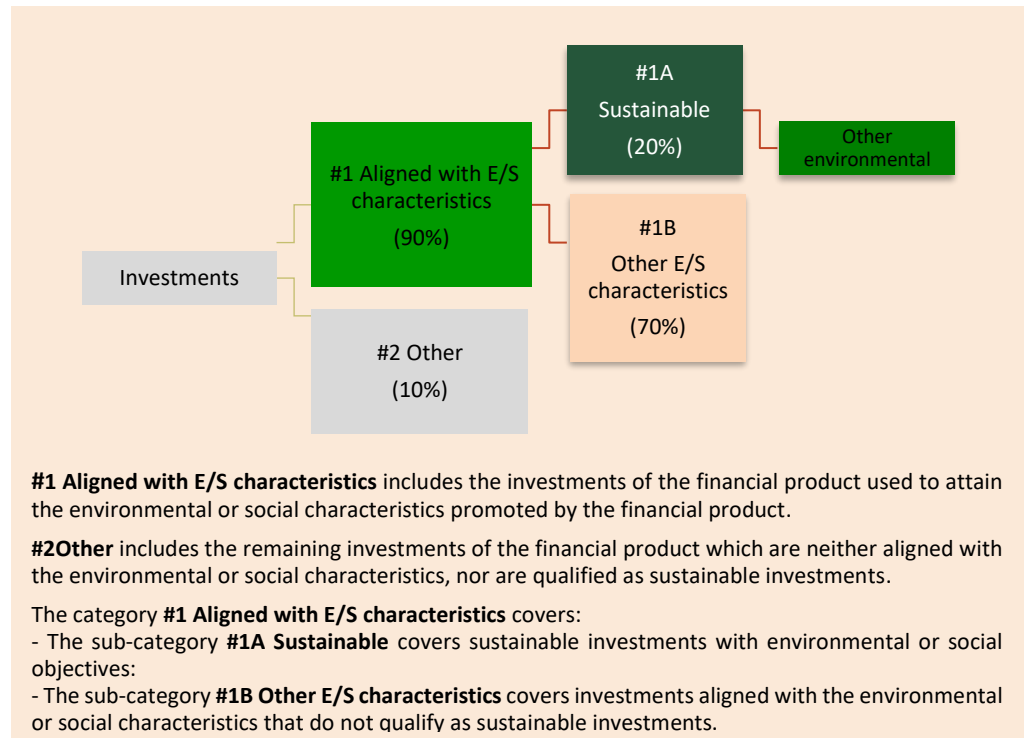 #1A
Sustainable
(20%)
Other
environmental
#1 Aligned with E/S
characteristics
(90%)
#1B
Other E/S
characteristics
(70%)
Investments
#2 Other
(10%)
#1 Aligned with E/S characteristics includes the investments of the financial product used to attain
the environmental or social characteristics promoted by the financial product.
#2Other includes the remaining investments of the financial product which are neither aligned with
the environmental or social characteristics, nor are qualified as sustainable investments.
The category #1 Aligned with E/S characteristics covers:
- The sub-category #1A Sustainable covers sustainable investments with environmental or social
objectives:
- The sub-category #1B Other E/S characteristics covers investments aligned with the environmental
or social characteristics that do not qualify as sustainable investments.